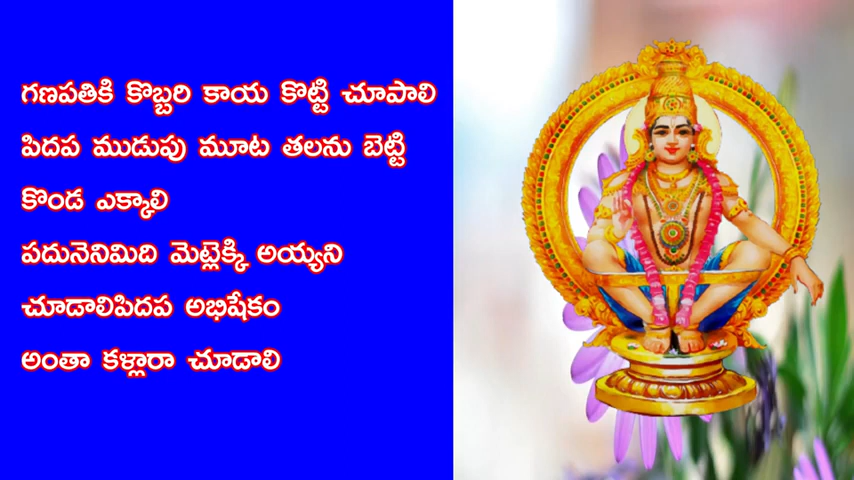 గణపతికి కొబ్బరి కాయ కొట్టి చూపాలి
పిదప ముడుపు మూట తలను బెట్టి
కొండ ఎక్కాలి
పదునెనిమిది మెట్లెక్కి అయ్యని
చూడాలిపిదప అభిషేకం
అంతా కళ్లారా చూడాలి